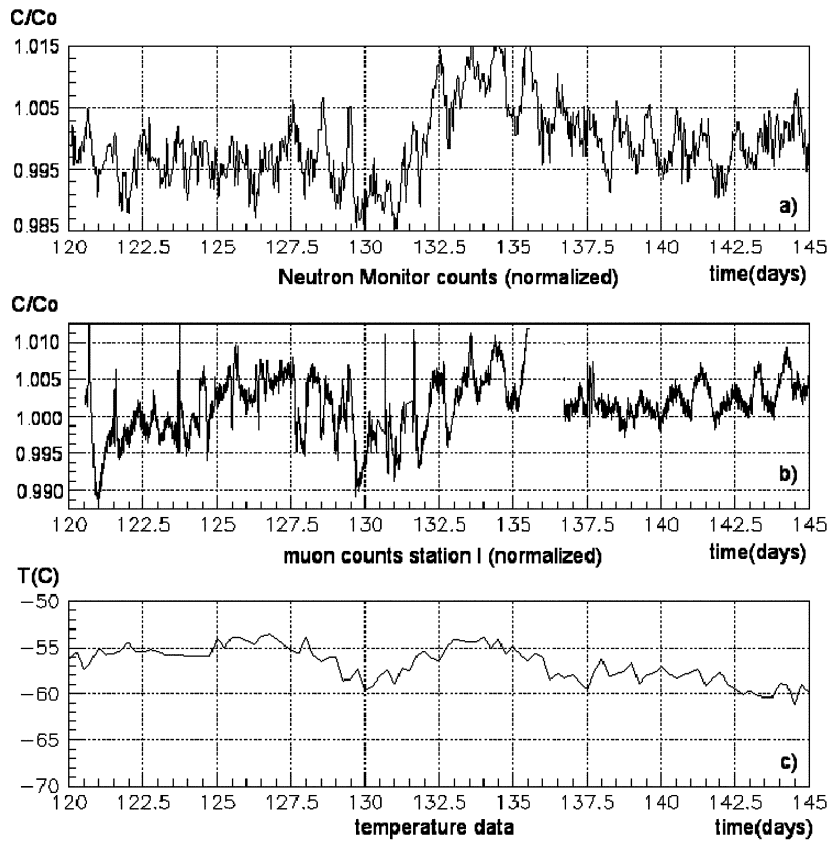 C/Co
1.015
1.005
0.995
0.985
a)
120 122.5 125 127.5 130 132.5 135 137.5 140 142.5 145
Neutron Monitor counts (normalized) time(days)
C/Co
1.010
1.005
1.000
0.995
0.990
b)
120 122.5 125 127.5 130 132.5 135 137.5 140 142.5 145
muon counts station I (normalized) time(days)
T(C)
−50
−55
−60
−65
−70
c)
120 122.5 125 127.5 130 132.5 135 137.5 140 142.5 145
temperature data time(days)